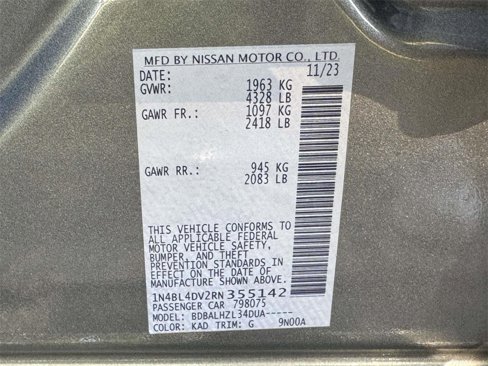 MFD BY NISSAN MOTOR CO., LTD.
DATE: 11/23
GVWR: 1963 KG
4328 LB
GAWR FR.: 1097 KG
2418 LB
GAWR RR.: 945 KG
2083 LB
THIS VEHICLE CONFORMS TO
ALL APPLICABLE FEDERAL
MOTOR VEHICLE SAFETY,
BUMPER, AND THEFT
PREVENTION STANDARDS IN
EFFECT ON THE DATE OF
MANUFACTURE SHOWN ABOVE.
1N4BL4DV2RN355142
PASSENGER CAR 798075
MODEL: BDBALHZL34DUA-----
COLOR: KAD TRIM: G 9N00A